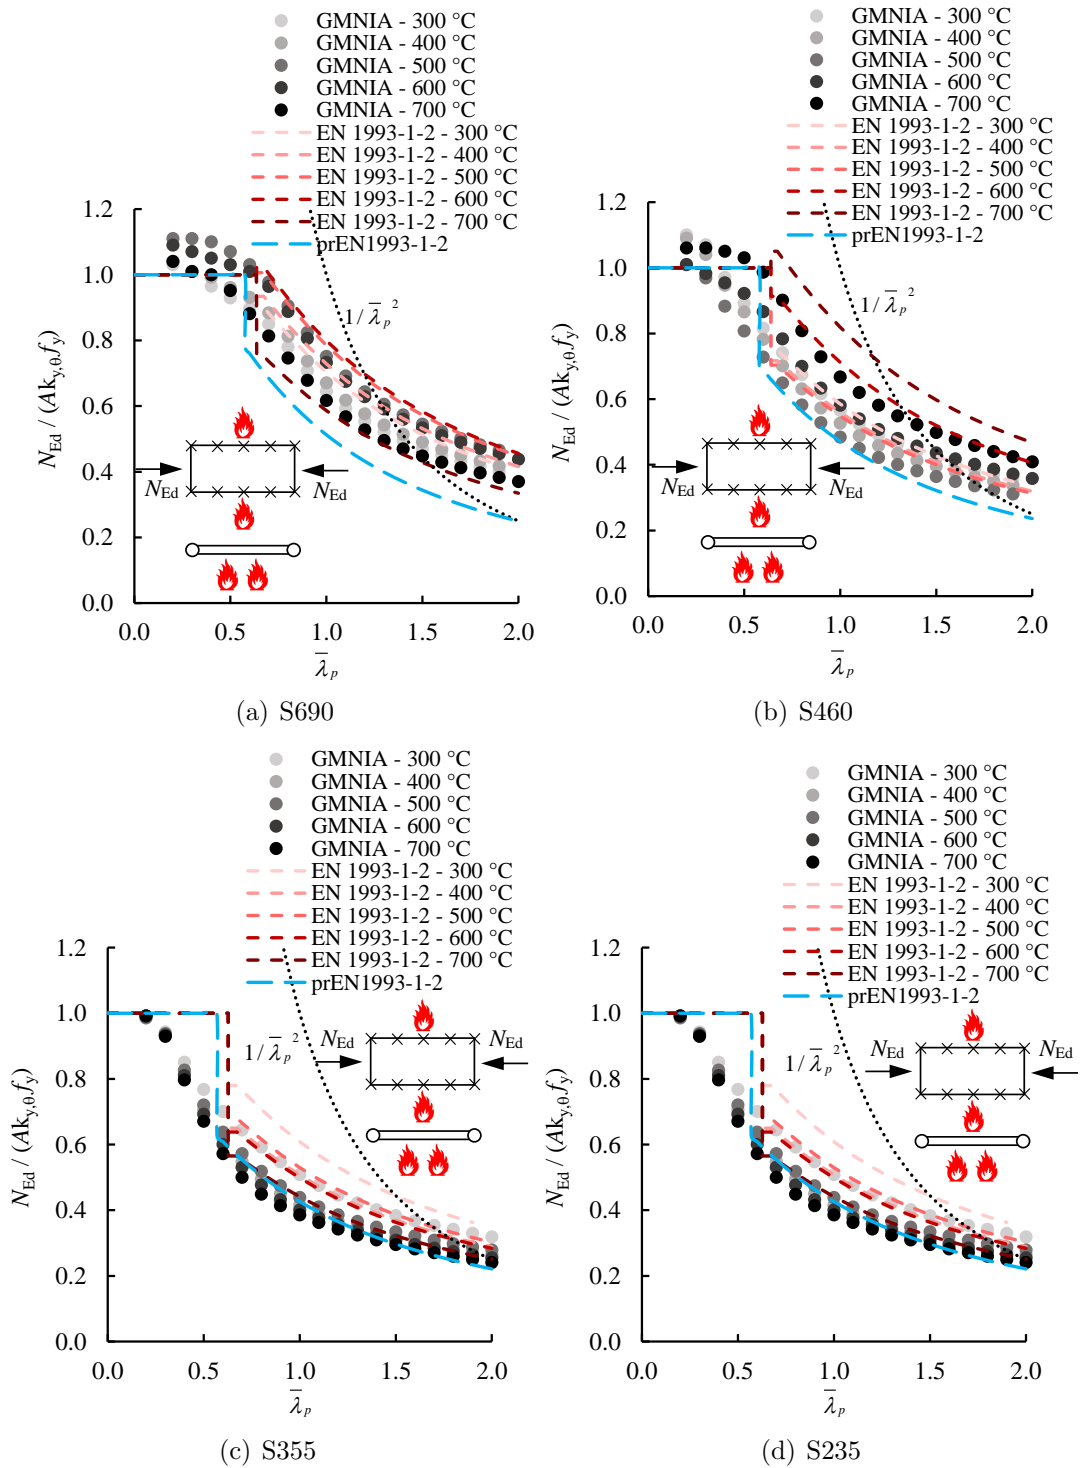 GMNIA - 300 °C
GMNIA - 400 °C
GMNIA - 500 °C
GMNIA - 600 °C
GMNIA - 700 °C
EN 1993-1-2 - 300 °C
EN 1993-1-2 - 400 °C
EN 1993-1-2 - 500 °C
EN 1993-1-2 - 600 °C
EN 1993-1-2 - 700 °C
prEN1993-1-2
1.2
1.0
0.8
0.6
0.4
0.2
0.0
N_Ed / (Ak_y,θ f_y)
1/λ̅_p²
N_Ed
N_Ed
0.0 0.5 1.0 1.5 2.0
λ̅_p
(a) S690
GMNIA - 300 °C
GMNIA - 400 °C
GMNIA - 500 °C
GMNIA - 600 °C
GMNIA - 700 °C
EN 1993-1-2 - 300 °C
EN 1993-1-2 - 400 °C
EN 1993-1-2 - 500 °C
EN 1993-1-2 - 600 °C
EN 1993-1-2 - 700 °C
prEN1993-1-2
1.2
1.0
0.8
0.6
0.4
0.2
0.0
N_Ed / (Ak_y,θ f_y)
1/λ̅_p²
N_Ed
N_Ed
0.0 0.5 1.0 1.5 2.0
λ̅_p
(b) S460
GMNIA - 300 °C
GMNIA - 400 °C
GMNIA - 500 °C
GMNIA - 600 °C
GMNIA - 700 °C
EN 1993-1-2 - 300 °C
EN 1993-1-2 - 400 °C
EN 1993-1-2 - 500 °C
EN 1993-1-2 - 600 °C
EN 1993-1-2 - 700 °C
prEN1993-1-2
1.2
1.0
0.8
0.6
0.4
0.2
0.0
N_Ed / (Ak_y,θ f_y)
1/λ̅_p²
N_Ed
N_Ed
0.0 0.5 1.0 1.5 2.0
λ̅_p
(c) S355
GMNIA - 300 °C
GMNIA - 400 °C
GMNIA - 500 °C
GMNIA - 600 °C
GMNIA - 700 °C
EN 1993-1-2 - 300 °C
EN 1993-1-2 - 400 °C
EN 1993-1-2 - 500 °C
EN 1993-1-2 - 600 °C
EN 1993-1-2 - 700 °C
prEN1993-1-2
1.2
1.0
0.8
0.6
0.4
0.2
0.0
N_Ed / (Ak_y,θ f_y)
1/λ̅_p²
N_Ed
N_Ed
0.0 0.5 1.0 1.5 2.0
λ̅_p
(d) S235